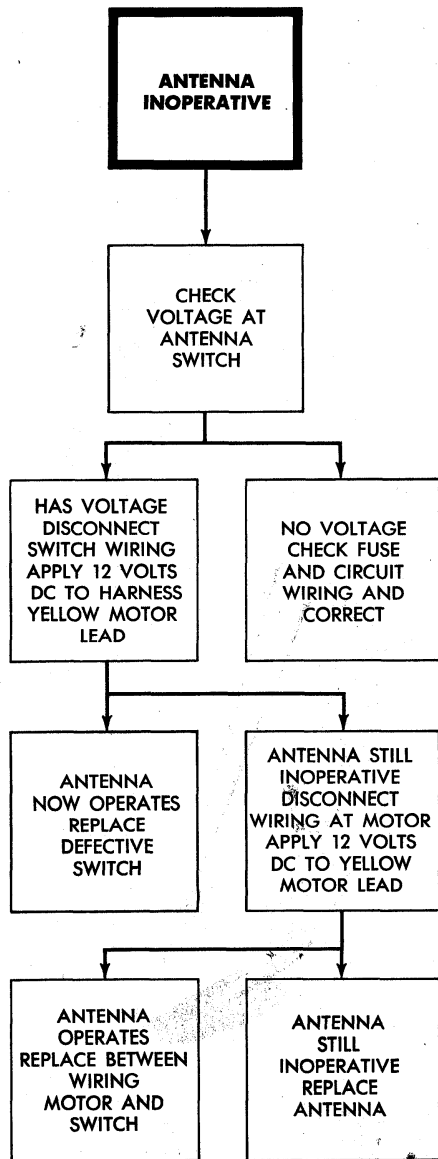 ANTENNA
INOPERATIVE
CHECK
VOLTAGE AT
ANTENNA
SWITCH
HAS VOLTAGE
DISCONNECT
SWITCH WIRING
APPLY 12 VOLTS
DC TO HARNESS
YELLOW MOTOR
LEAD
NO VOLTAGE
CHECK FUSE
AND CIRCUIT
WIRING AND
CORRECT
ANTENNA
NOW OPERATES
REPLACE
DEFECTIVE
SWITCH
ANTENNA STILL
INOPERATIVE
DISCONNECT
WIRING AT MOTOR
APPLY 12 VOLTS
DC TO YELLOW
MOTOR LEAD
ANTENNA
OPERATES
REPLACE BETWEEN
WIRING
MOTOR AND
SWITCH
ANTENNA
STILL
INOPERATIVE
REPLACE
ANTENNA